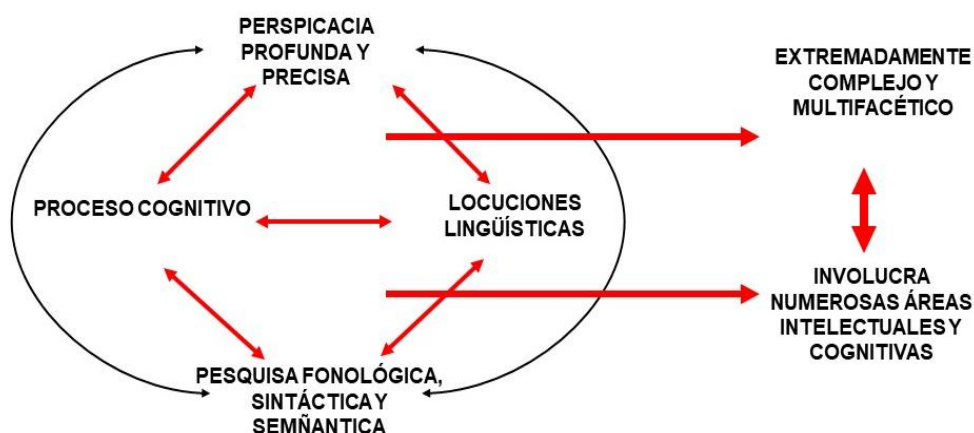 PERSPICACIA
PROFUNDA Y
PRECISA
EXTREMADAMENTE
COMPLEJO Y
MULTIFACÉTICO
PROCESO COGNITIVO
LOCUCIONES
LINGÜÍSTICAS
INVOLUCRA
NUMEROSAS ÁREAS
INTELECTUALES Y
COGNITIVAS
PESQUISA FONOLÓGICA,
SINTÁCTICA Y
SEMÑANTICA